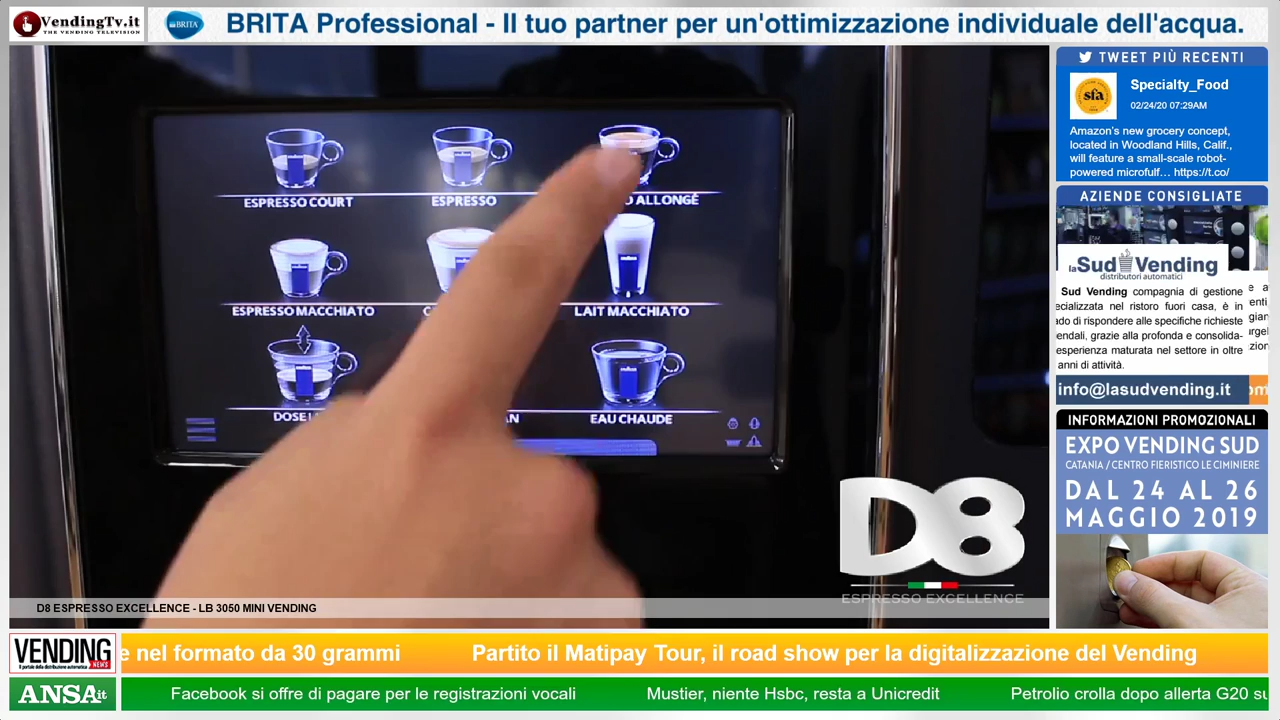 VendingTv.it
THE VENDING TELEVISION
BRITA
BRITA Professional - Il tuo partner per un'ottimizzazione individuale dell'acqua.
ESPRESSO COURT
ESPRESSO
ALLONGÉ
ESPRESSO MACCHIATO
LAIT MACCHIATO
EAU CHAUDE
D8
ESPRESSO EXCELLENCE
D8 ESPRESSO EXCELLENCE - LB 3050 MINI VENDING
TWEET PIÙ RECENTI
sfa
Specialty_Food
02/24/20 07:29AM
Amazon's new grocery concept,
located in Woodland Hills, Calif.,
will feature a small-scale robot-
powered microfulf… https://t.co/
AZIENDE CONSIGLIATE
laSudVending
distributori automatici
Sud Vending compagnia di gestione
ecializzata nel ristoro fuori casa, è in
ado di rispondere alle specifiche richieste
endali, grazie alla profonda e consolida-
esperienza maturata nel settore in oltre
anni di attività.
info@lasudvending.it
INFORMAZIONI PROMOZIONALI
EXPO VENDING SUD
CATANIA / CENTRO FIERISTICO LE CIMINIERE
DAL 24 AL 26
MAGGIO 2019
VENDING NEWS
Il portale della distribuzione automatica
e nel formato da 30 grammi Partito il Matipay Tour, il road show per la digitalizzazione del Vending
ANSA.it
Facebook si offre di pagare per le registrazioni vocali Mustier, niente Hsbc, resta a Unicredit Petrolio crolla dopo allerta G20 su